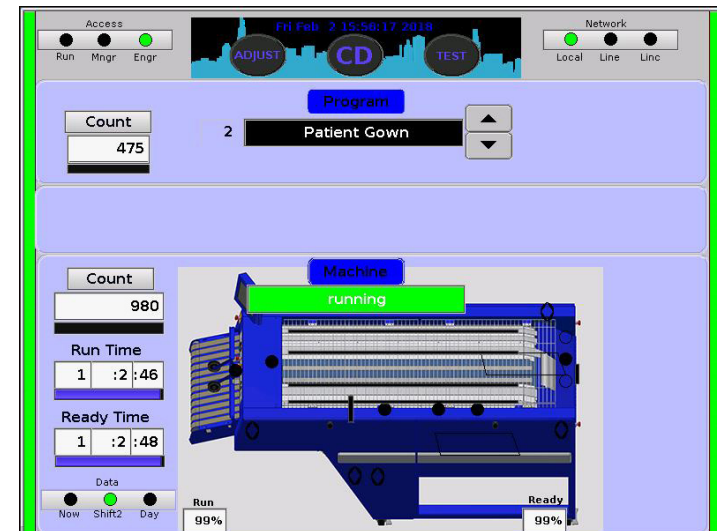 Access
Run Mngr Engr
Fri Feb 2 15:56:17 2018
ADJUST CD TEST
Network
Local Line Linc
Program
Count
475
2 Patient Gown
Machine
running
Count
980
Run Time
1 :2 :46
Ready Time
1 :2 :48
Data
Now Shift2 Day
Run
99%
Ready
99%